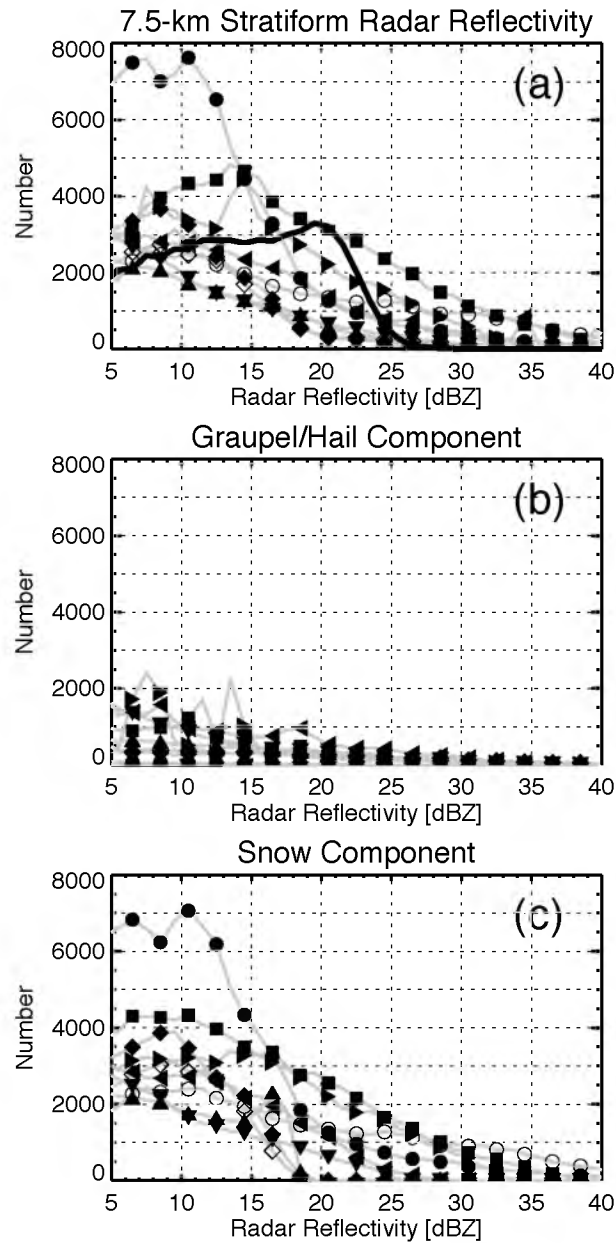 7.5-km Stratiform Radar Reflectivity
(a)
8000
6000
4000
2000
0
Number
5 10 15 20 25 30 35 40
Radar Reflectivity [dBZ]
Graupel/Hail Component
(b)
8000
6000
4000
2000
0
Number
5 10 15 20 25 30 35 40
Radar Reflectivity [dBZ]
Snow Component
(c)
8000
6000
4000
2000
0
Number
5 10 15 20 25 30 35 40
Radar Reflectivity [dBZ]